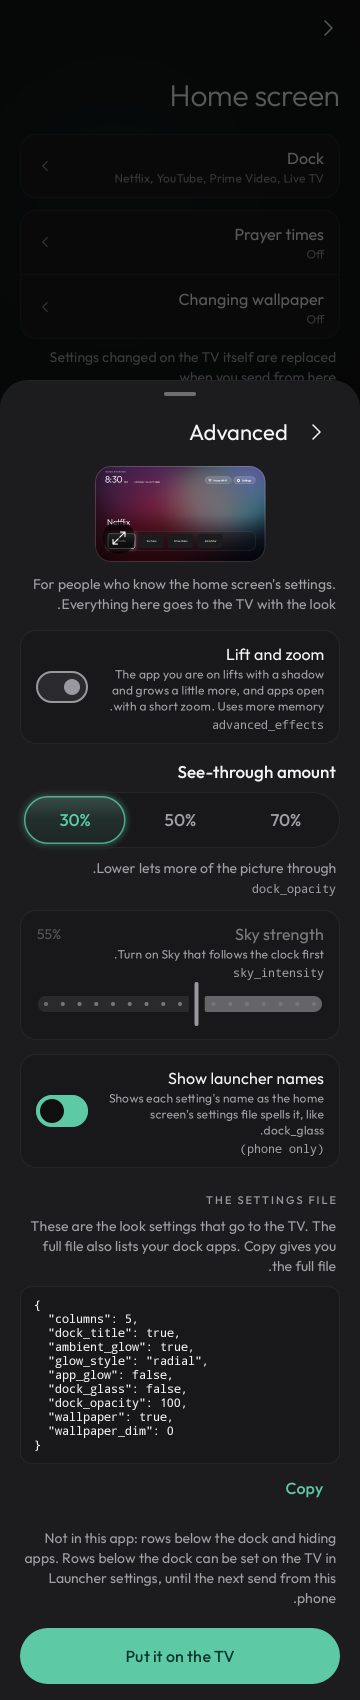 Home screen
Dock
Netflix, YouTube, Prime Video, Live TV
Prayer times
Off
Changing wallpaper
Off
Settings changed on the TV itself are replaced
when you send from here
Advanced
8:30
Netflix
For people who know the home screen's settings.
Everything here goes to the TV with the look.
Lift and zoom
The app you are on lifts with a shadow
and grows a little more, and apps open
with a short zoom. Uses more memory.
advanced_effects
See-through amount
30% 50% 70%
Lower lets more of the picture through.
dock_opacity
Sky strength 55%
Turn on Sky that follows the clock first.
sky_intensity
Show launcher names
Shows each setting's name as the home
screen's settings file spells it, like
dock_glass.
(phone only)
THE SETTINGS FILE
These are the look settings that go to the TV. The
full file also lists your dock apps. Copy gives you
the full file.
{
"columns": 5,
"dock_title": true,
"ambient_glow": true,
"glow_style": "radial",
"app_glow": false,
"dock_glass": false,
"dock_opacity": 100,
"wallpaper": true,
"wallpaper_dim": 0
}
Copy
Not in this app: rows below the dock and hiding
apps. Rows below the dock can be set on the TV in
Launcher settings, until the next send from this
phone.
Put it on the TV